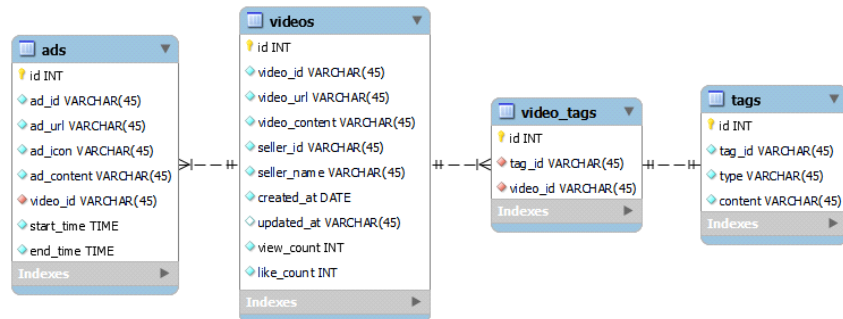 ads
id INT
ad_id VARCHAR(45)
ad_url VARCHAR(45)
ad_icon VARCHAR(45)
ad_content VARCHAR(45)
video_id VARCHAR(45)
start_time TIME
end_time TIME
Indexes
videos
id INT
video_id VARCHAR(45)
video_url VARCHAR(45)
video_content VARCHAR(45)
seller_id VARCHAR(45)
seller_name VARCHAR(45)
created_at DATE
updated_at VARCHAR(45)
view_count INT
like_count INT
Indexes
video_tags
id INT
tag_id VARCHAR(45)
video_id VARCHAR(45)
Indexes
tags
id INT
tag_id VARCHAR(45)
type VARCHAR(45)
content VARCHAR(45)
Indexes